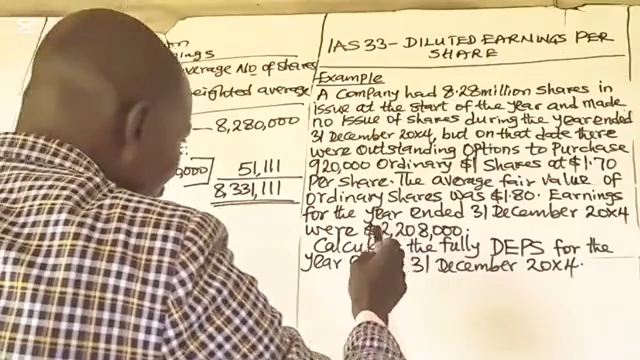 verage No of shares
eighted average
8,280,000
51,111
8,331,111
IAS 33 - DILUTED EARNINGS PER
SHARE
Example
A Company had 8.28 million shares in
issue at the start of the year and made
no issue of shares during the year ended
31 December 20x4, but on that date there
were Outstanding Options to Purchase
920,000 Ordinary $1 Shares at $1.70
Per share. The average fair value of
Ordinary Shares was $1.80. Earnings
for the year ended 31 December 20x4
were $2,208,000.
the fully DEPS for the
year 31 December 20x4.